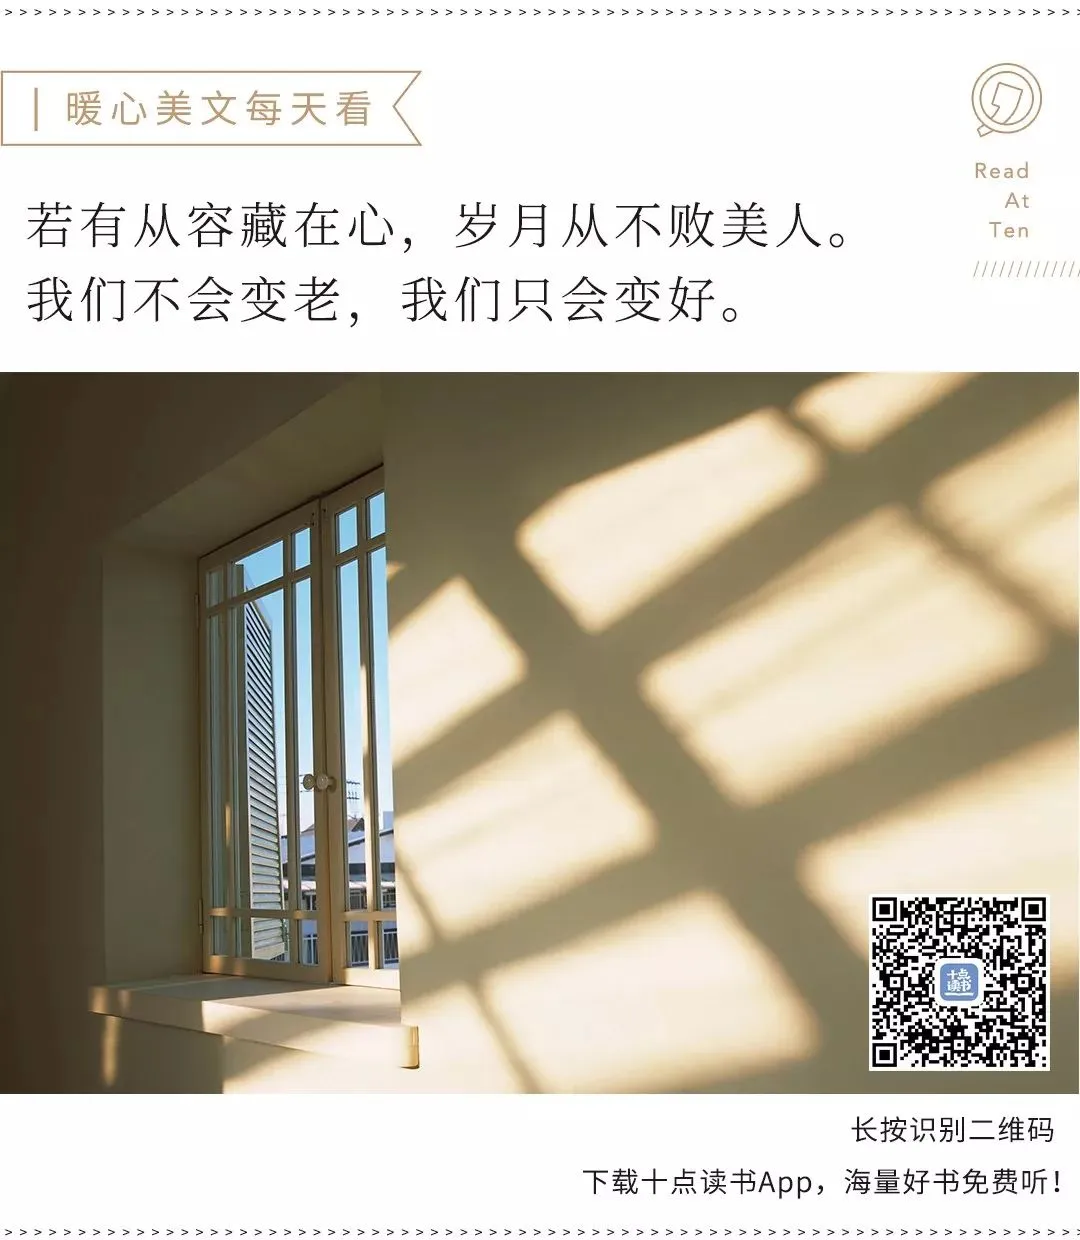 暖心美文每天看
Read
At
Ten
若有从容藏在心，岁月从不败美人。
我们不会变老，我们只会变好。
十点
读书
长按识别二维码
下载十点读书App，海量好书免费听！